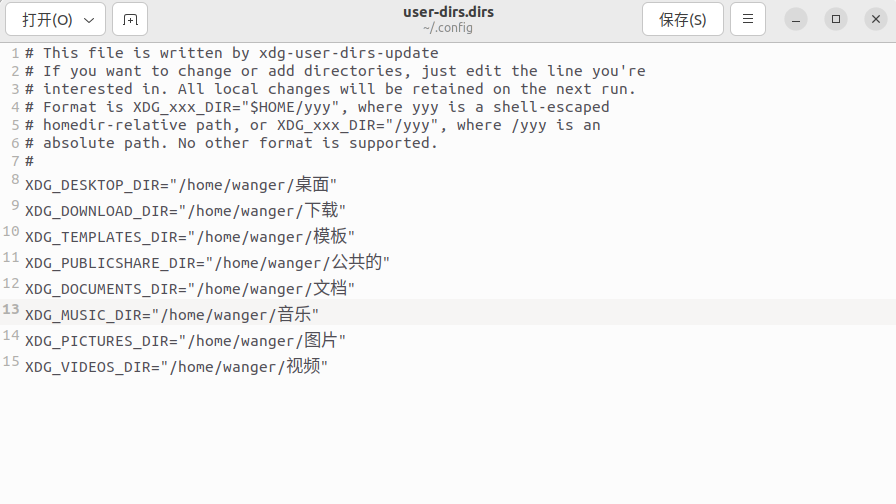 打开(O)
user-dirs.dirs
~/.config
保存(S)
1 # This file is written by xdg-user-dirs-update
2 # If you want to change or add directories, just edit the line you're
3 # interested in. All local changes will be retained on the next run.
4 # Format is XDG_xxx_DIR="$HOME/yyy", where yyy is a shell-escaped
5 # homedir-relative path, or XDG_xxx_DIR="/yyy", where /yyy is an
6 # absolute path. No other format is supported.
7 #
8 XDG_DESKTOP_DIR="/home/wanger/桌面"
9 XDG_DOWNLOAD_DIR="/home/wanger/下载"
10 XDG_TEMPLATES_DIR="/home/wanger/模板"
11 XDG_PUBLICSHARE_DIR="/home/wanger/公共的"
12 XDG_DOCUMENTS_DIR="/home/wanger/文档"
13 XDG_MUSIC_DIR="/home/wanger/音乐"
14 XDG_PICTURES_DIR="/home/wanger/图片"
15 XDG_VIDEOS_DIR="/home/wanger/视频"